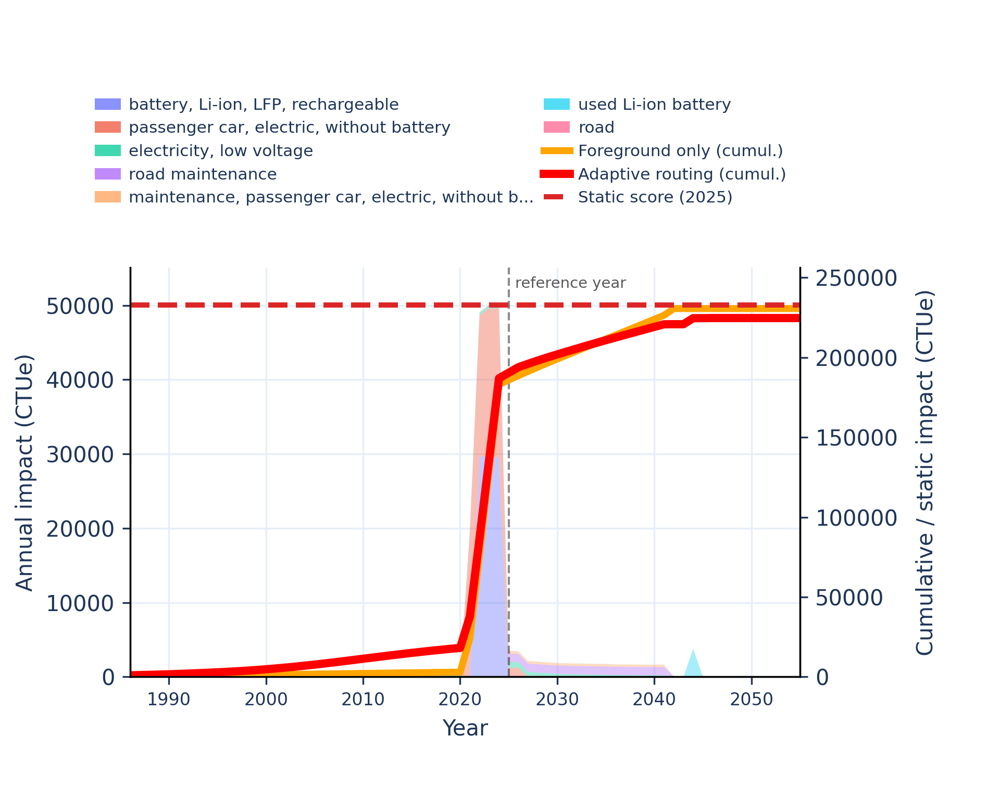 battery, Li-ion, LFP, rechargeable
passenger car, electric, without battery
electricity, low voltage
road maintenance
maintenance, passenger car, electric, without b...
used Li-ion battery
road
Foreground only (cumul.)
Adaptive routing (cumul.)
Static score (2025)
reference year
Annual impact (CTUe)
50000
40000
30000
20000
10000
0
250000
200000
150000
100000
50000
0
Cumulative / static impact (CTUe)
1990 2000 2010 2020 2030 2040 2050
Year